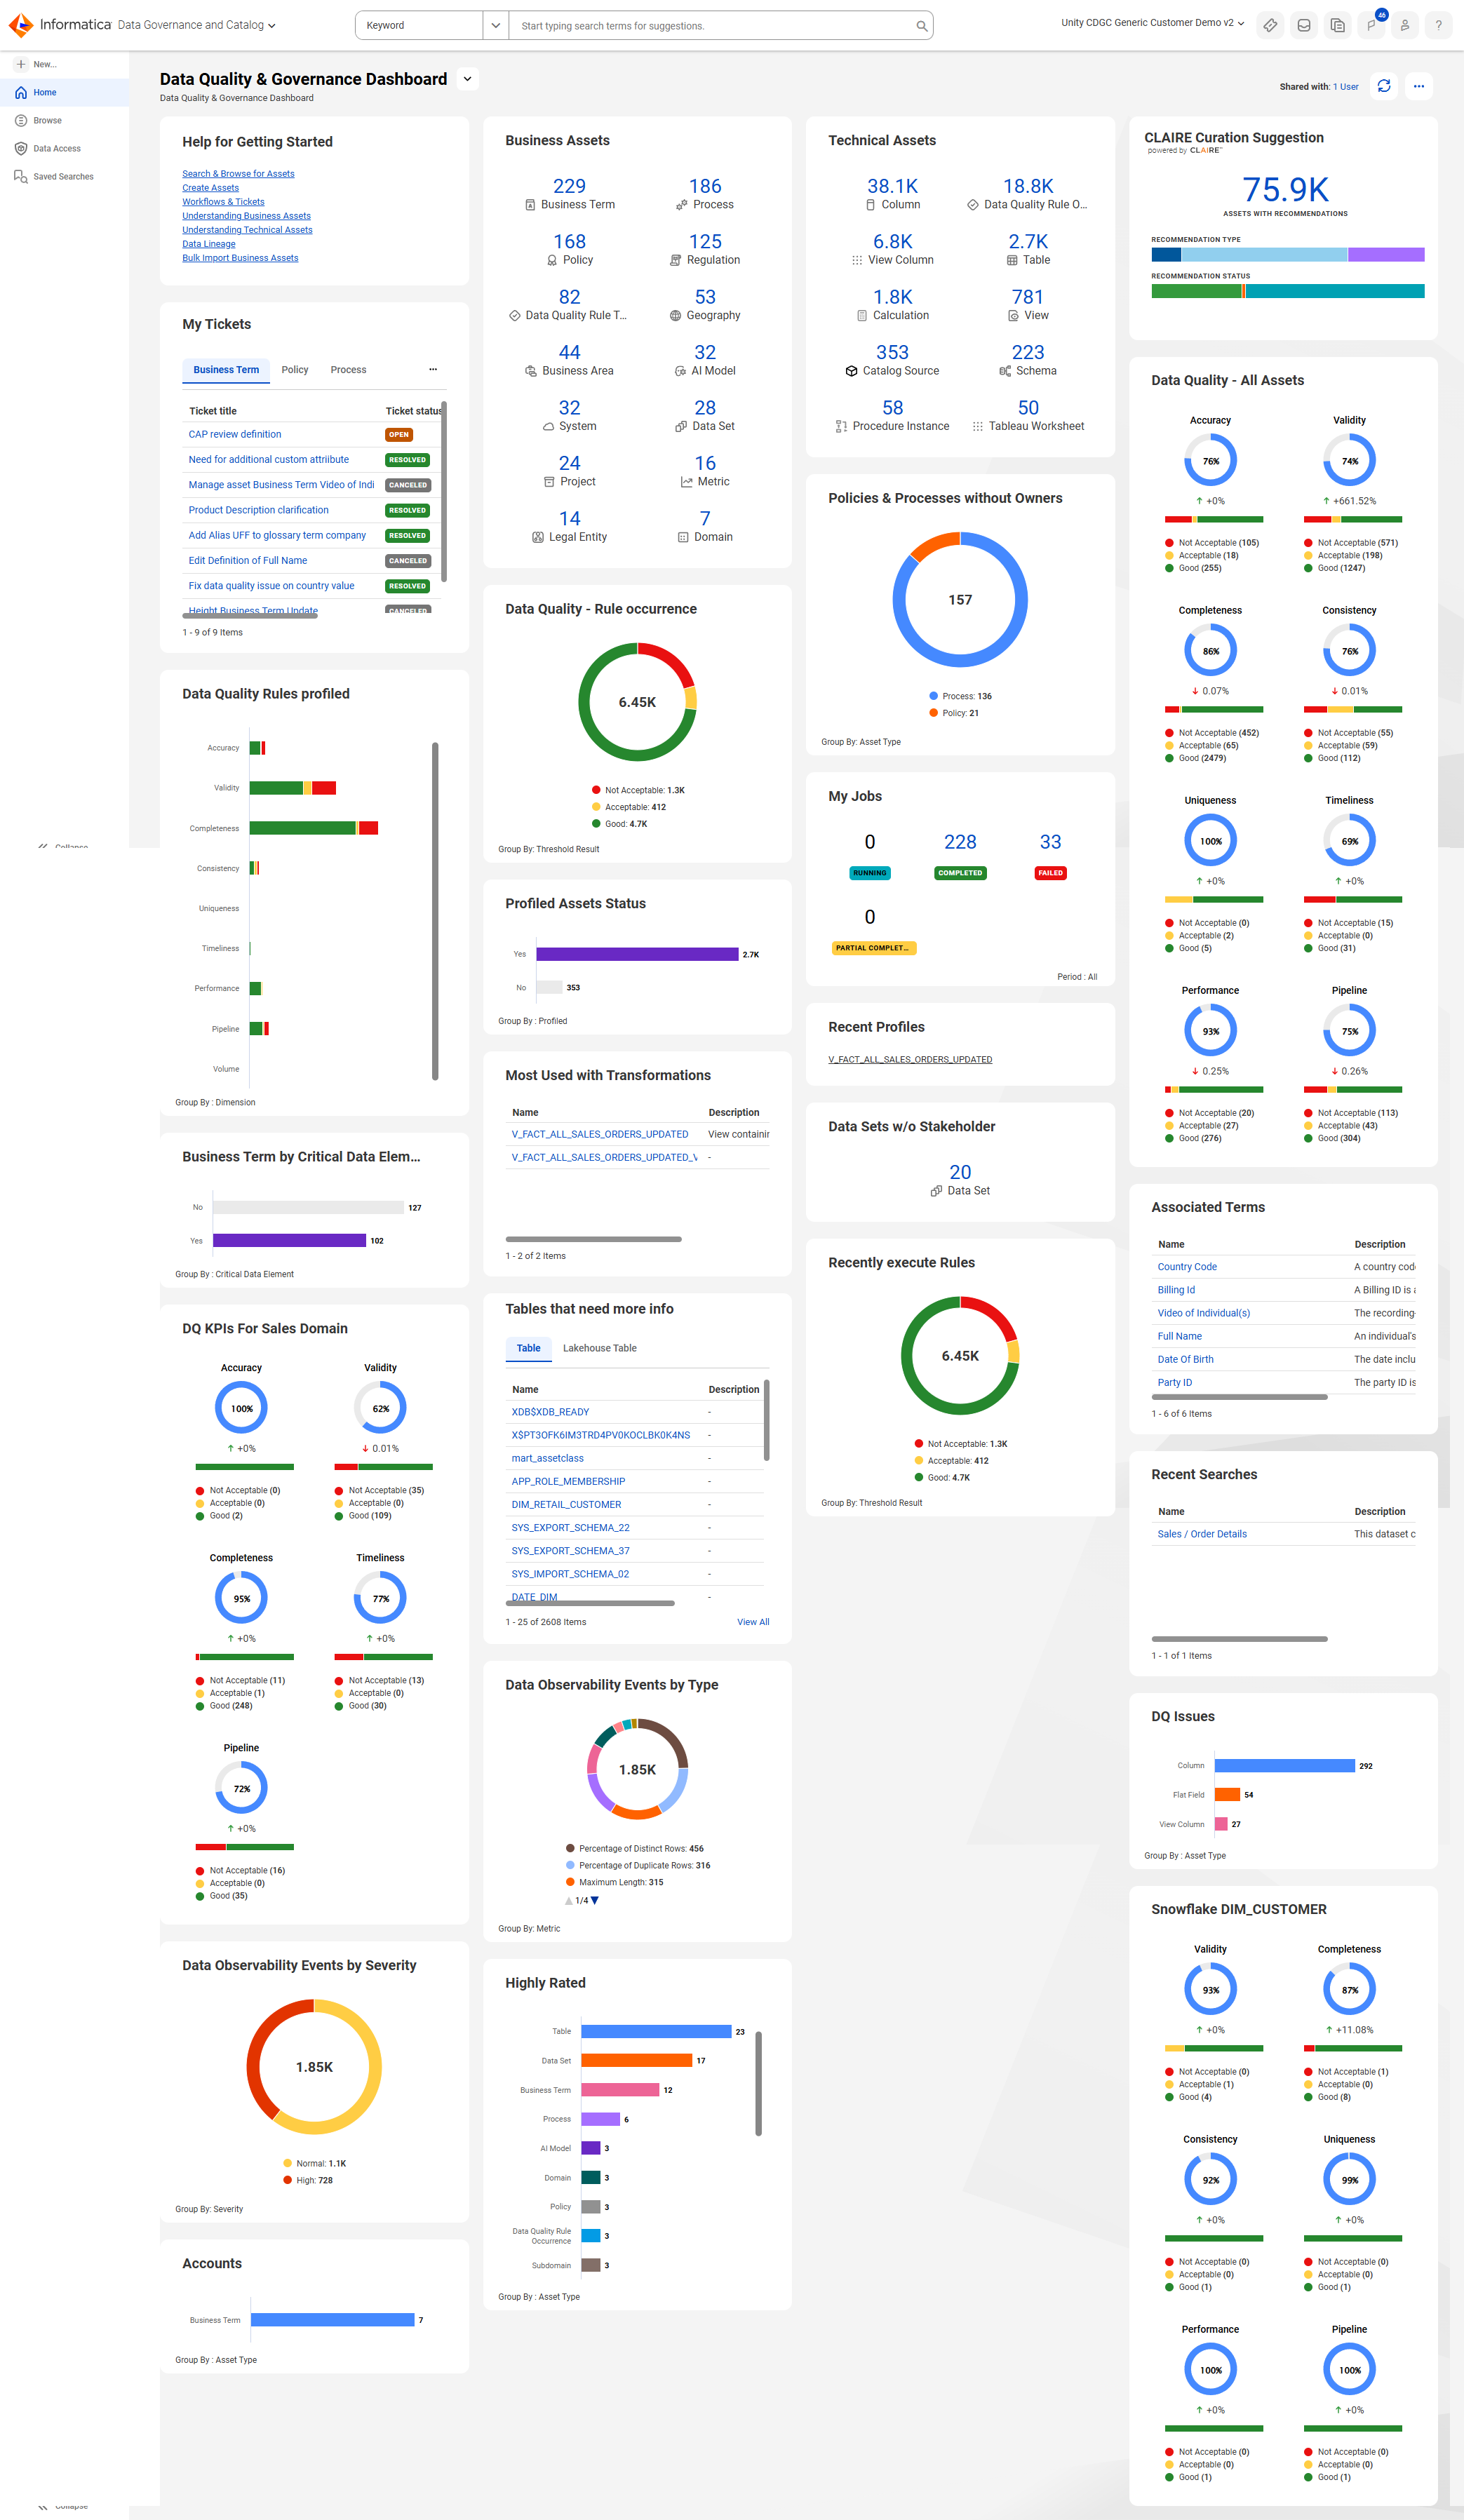 Informatica Data Governance and Catalog
Keyword
Start typing search terms for suggestions.
Unity CDGC Generic Customer Demo v2
46
?
New...
Home
Browse
Data Access
Saved Searches
Collapse
Data Quality & Governance Dashboard
Data Quality & Governance Dashboard
Shared with: 1 User
Help for Getting Started
Search & Browse for Assets
Create Assets
Workflows & Tickets
Understanding Business Assets
Understanding Technical Assets
Data Lineage
Bulk Import Business Assets
My Tickets
Business Term Policy Process
Ticket title Ticket status
CAP review definition OPEN
Need for additional custom attriibute RESOLVED
Manage asset Business Term Video of Indi CANCELED
Product Description clarification RESOLVED
Add Alias UFF to glossary term company RESOLVED
Edit Definition of Full Name CANCELED
Fix data quality issue on country value RESOLVED
Height Business Term Update CANCELED
1 - 9 of 9 Items
Data Quality Rules profiled
Accuracy
Validity
Completeness
Consistency
Uniqueness
Timeliness
Performance
Pipeline
Volume
Group By : Dimension
Business Term by Critical Data Elem...
No 127
Yes 102
Group By : Critical Data Element
DQ KPIs For Sales Domain
Accuracy Validity
100% 62%
+0% 0.01%
Not Acceptable (0) Not Acceptable (35)
Acceptable (0) Acceptable (0)
Good (2) Good (109)
Completeness Timeliness
95% 77%
+0% +0%
Not Acceptable (11) Not Acceptable (13)
Acceptable (1) Acceptable (0)
Good (248) Good (30)
Pipeline
72%
+0%
Not Acceptable (16)
Acceptable (0)
Good (35)
Data Observability Events by Severity
1.85K
Normal: 1.1K
High: 728
Group By: Severity
Accounts
Business Term 7
Group By : Asset Type
Collapse
Business Assets
229 186
Business Term Process
168 125
Policy Regulation
82 53
Data Quality Rule T... Geography
44 32
Business Area AI Model
32 28
System Data Set
24 16
Project Metric
14 7
Legal Entity Domain
Data Quality - Rule occurrence
6.45K
Not Acceptable: 1.3K
Acceptable: 412
Good: 4.7K
Group By: Threshold Result
Profiled Assets Status
Yes 2.7K
No 353
Group By : Profiled
Most Used with Transformations
Name Description
V_FACT_ALL_SALES_ORDERS_UPDATED View containir
V_FACT_ALL_SALES_ORDERS_UPDATED_V -
1 - 2 of 2 Items
Tables that need more info
Table Lakehouse Table
Name Description
XDB$XDB_READY -
X$PT3OFK6IM3TRD4PV0KOCLBK0K4NS -
mart_assetclass -
APP_ROLE_MEMBERSHIP -
DIM_RETAIL_CUSTOMER -
SYS_EXPORT_SCHEMA_22 -
SYS_EXPORT_SCHEMA_37 -
SYS_IMPORT_SCHEMA_02 -
DATE_DIM -
1 - 25 of 2608 Items View All
Data Observability Events by Type
1.85K
Percentage of Distinct Rows: 456
Percentage of Duplicate Rows: 316
Maximum Length: 315
1/4
Group By: Metric
Highly Rated
Table 23
Data Set 17
Business Term 12
Process 6
AI Model 3
Domain 3
Policy 3
Data Quality Rule
Occurrence 3
Subdomain 3
Group By : Asset Type
Technical Assets
38.1K 18.8K
Column Data Quality Rule O...
6.8K 2.7K
View Column Table
1.8K 781
Calculation View
353 223
Catalog Source Schema
58 50
Procedure Instance Tableau Worksheet
Policies & Processes without Owners
157
Process: 136
Policy: 21
Group By: Asset Type
My Jobs
0 228 33
RUNNING COMPLETED FAILED
0
PARTIAL COMPLET...
Period : All
Recent Profiles
V_FACT_ALL_SALES_ORDERS_UPDATED
Data Sets w/o Stakeholder
20
Data Set
Recently execute Rules
6.45K
Not Acceptable: 1.3K
Acceptable: 412
Good: 4.7K
Group By: Threshold Result
CLAIRE Curation Suggestion
powered by CLAIRE™
75.9K
ASSETS WITH RECOMMENDATIONS
RECOMMENDATION TYPE
RECOMMENDATION STATUS
Data Quality - All Assets
Accuracy Validity
76% 74%
+0% +661.52%
Not Acceptable (105) Not Acceptable (571)
Acceptable (18) Acceptable (198)
Good (255) Good (1247)
Completeness Consistency
86% 76%
0.07% 0.01%
Not Acceptable (452) Not Acceptable (55)
Acceptable (65) Acceptable (59)
Good (2479) Good (112)
Uniqueness Timeliness
100% 69%
+0% +0%
Not Acceptable (0) Not Acceptable (15)
Acceptable (2) Acceptable (0)
Good (5) Good (31)
Performance Pipeline
93% 75%
0.25% 0.26%
Not Acceptable (20) Not Acceptable (113)
Acceptable (27) Acceptable (43)
Good (276) Good (304)
Associated Terms
Name Description
Country Code A country code
Billing Id A Billing ID is a
Video of Individual(s) The recording
Full Name An individual's
Date Of Birth The date inclu
Party ID The party ID is
1 - 6 of 6 Items
Recent Searches
Name Description
Sales / Order Details This dataset c
1 - 1 of 1 Items
DQ Issues
Column 292
Flat Field 54
View Column 27
Group By : Asset Type
Snowflake DIM_CUSTOMER
Validity Completeness
93% 87%
+0% +11.08%
Not Acceptable (0) Not Acceptable (1)
Acceptable (1) Acceptable (0)
Good (4) Good (8)
Consistency Uniqueness
92% 99%
+0% +0%
Not Acceptable (0) Not Acceptable (0)
Acceptable (0) Acceptable (0)
Good (1) Good (1)
Performance Pipeline
100% 100%
+0% +0%
Not Acceptable (0) Not Acceptable (0)
Acceptable (0) Acceptable (0)
Good (1) Good (1)